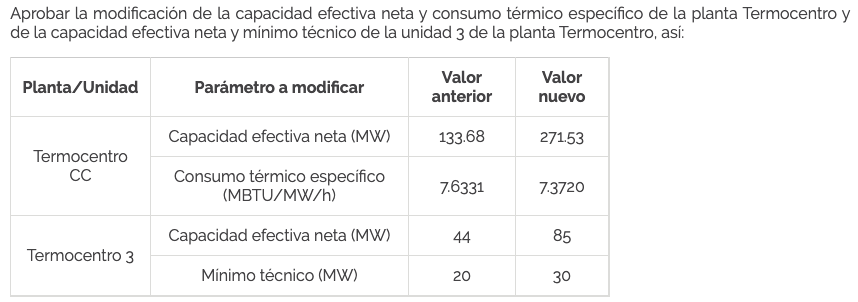 Aprobar la modificación de la capacidad efectiva neta y consumo térmico específico de la planta Termocentro y
de la capacidad efectiva neta y mínimo técnico de la unidad 3 de la planta Termocentro, así:
Planta/Unidad Parámetro a modificar Valor anterior Valor nuevo
Termocentro CC Capacidad efectiva neta (MW) 133.68 271.53
Consumo térmico específico (MBTU/MW/h) 7.6331 7.3720
Termocentro 3 Capacidad efectiva neta (MW) 44 85
Mínimo técnico (MW) 20 30